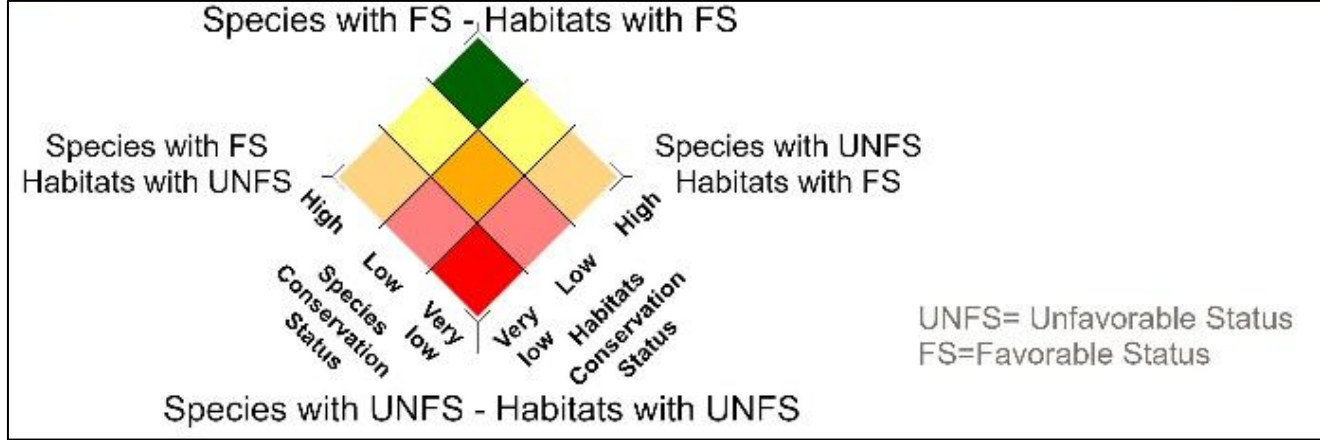 Species with FS - Habitats with FS
Species with FS
Habitats with UNFS
Species with UNFS
Habitats with FS
High
Low
Very
low
Species
Conservation
Status
Very
low
Low
High
Habitats
Conservation
Status
UNFS= Unfavorable Status
FS=Favorable Status
Species with UNFS - Habitats with UNFS